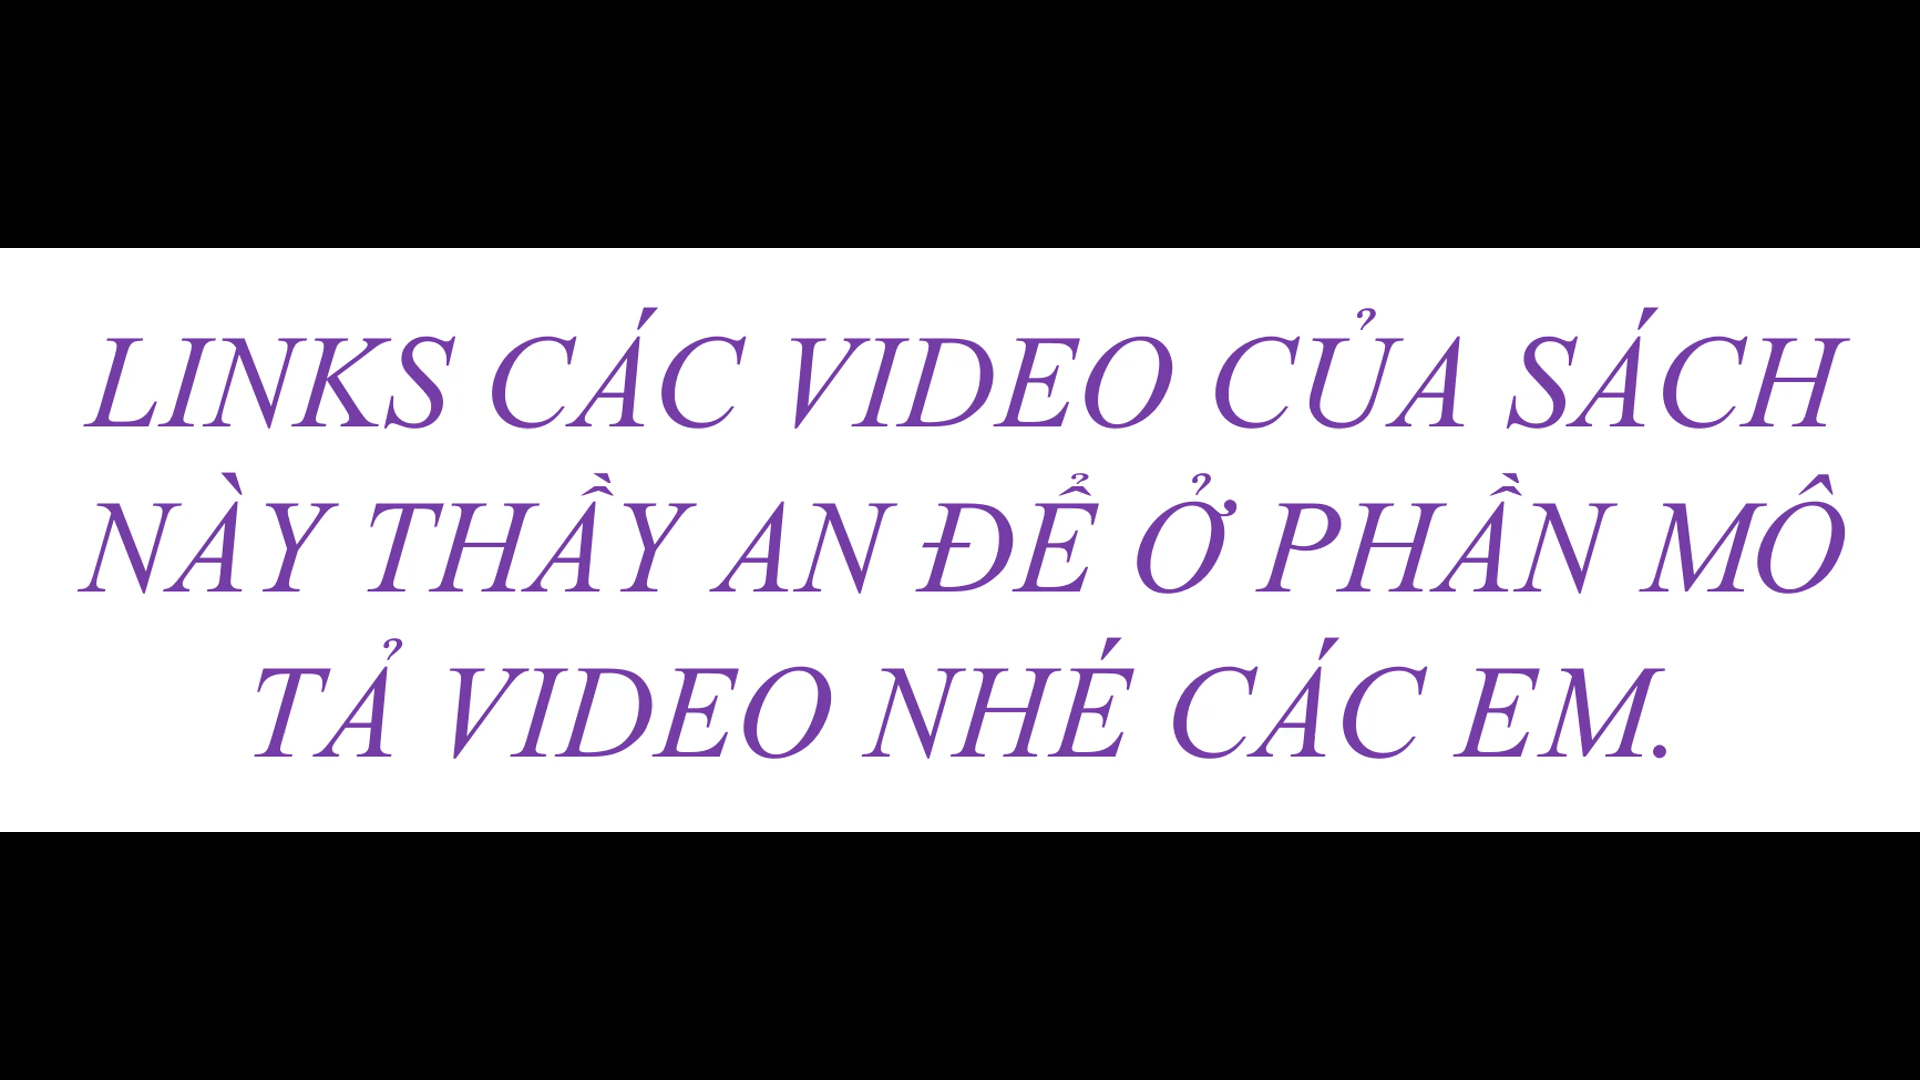 LINKS CÁC VIDEO CỦA SÁCH
NÀY THẦY AN ĐỂ Ở PHẦN MÔ
TẢ VIDEO NHÉ CÁC EM.